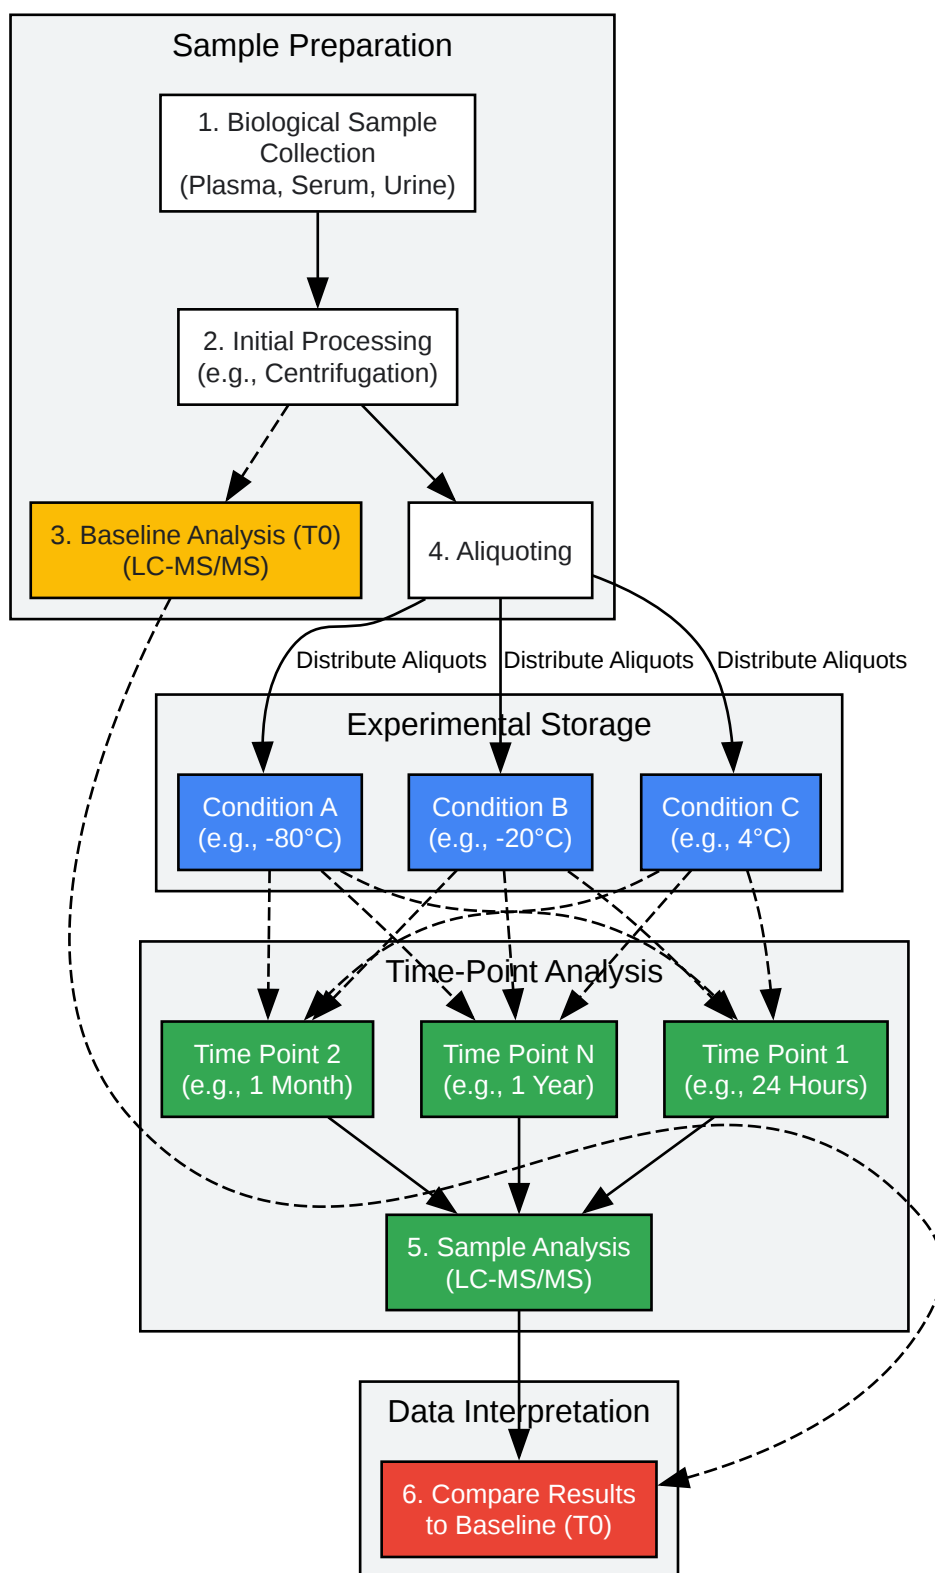 Sample Preparation
1. Biological Sample
Collection
(Plasma, Serum, Urine)
2. Initial Processing
(e.g., Centrifugation)
3. Baseline Analysis (T0)
(LC-MS/MS)
4. Aliquoting
Distribute Aliquots
Distribute Aliquots
Distribute Aliquots
Experimental Storage
Condition A
(e.g., -80°C)
Condition B
(e.g., -20°C)
Condition C
(e.g., 4°C)
Time-Point Analysis
Time Point 2
(e.g., 1 Month)
Time Point N
(e.g., 1 Year)
Time Point 1
(e.g., 24 Hours)
5. Sample Analysis
(LC-MS/MS)
Data Interpretation
6. Compare Results
to Baseline (T0)